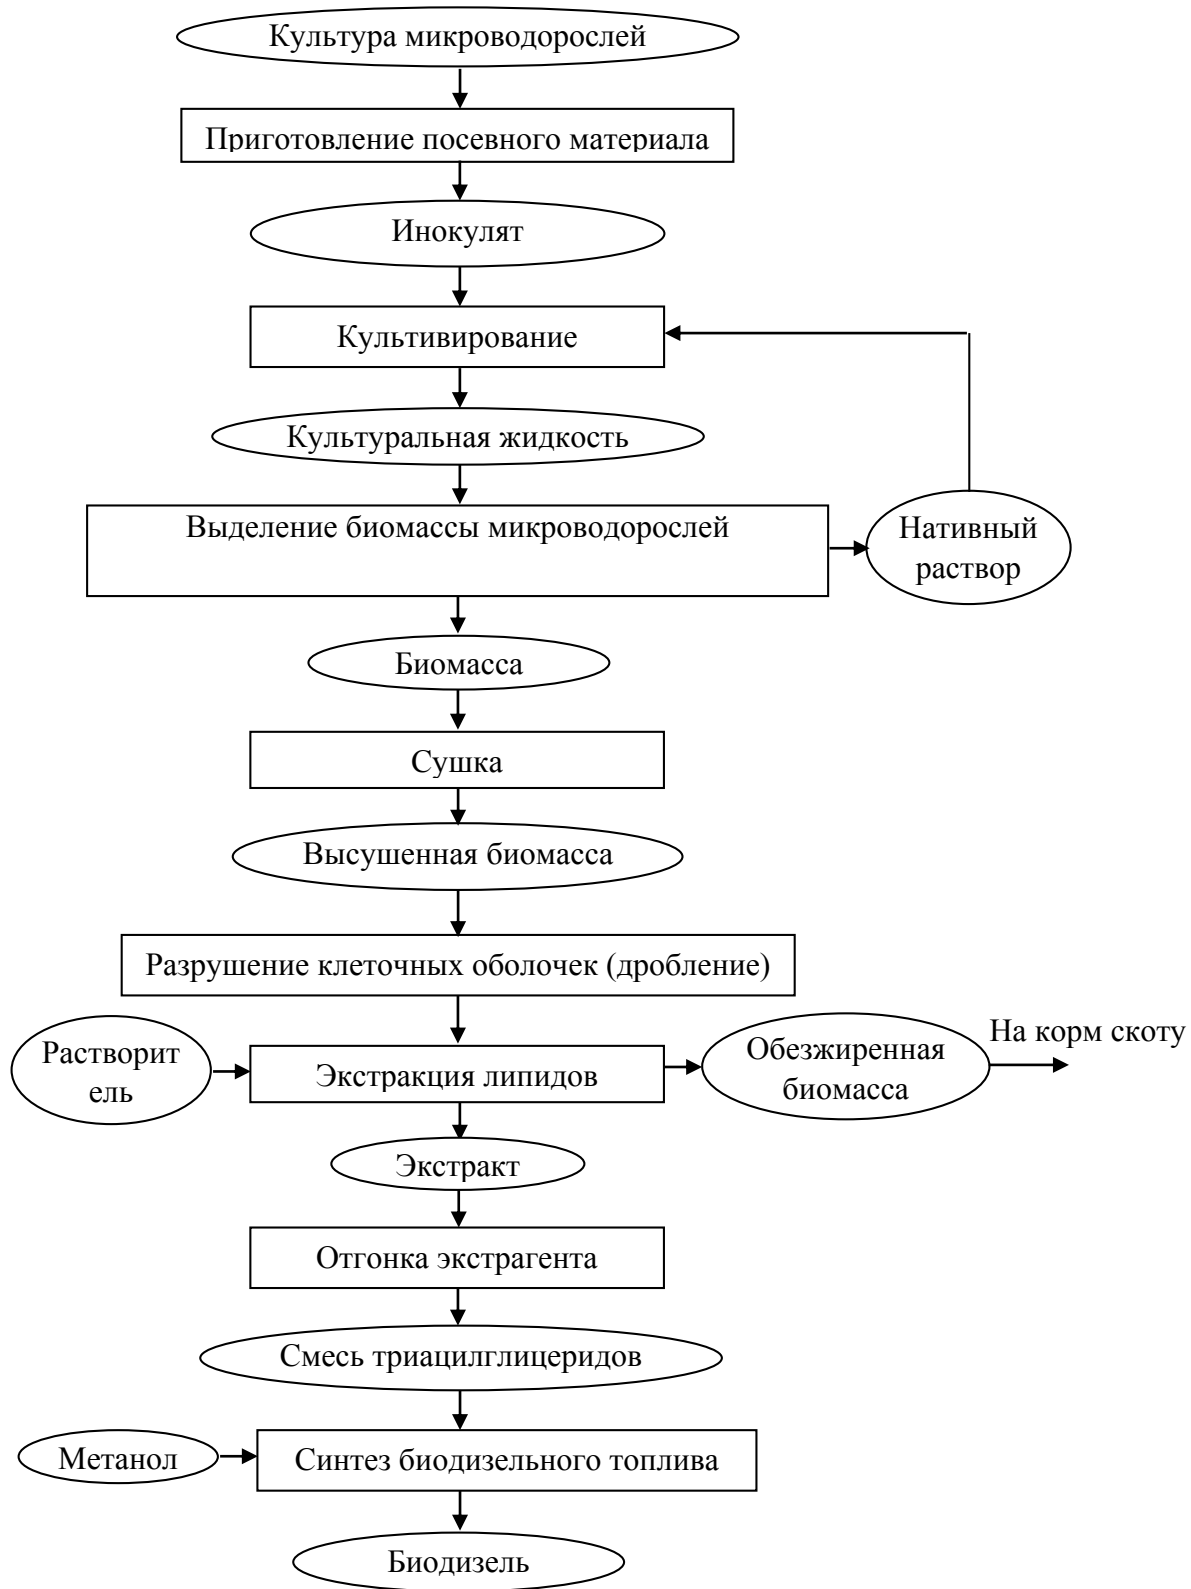 Культура микроводорослей
Приготовление посевного материала
Инокулят
Культивирование
Культуральная жидкость
Выделение биомассы микроводорослей
Нативный
раствор
Биомасса
Сушка
Высушенная биомасса
Разрушение клеточных оболочек (дробление)
Растворит
ель
Экстракция липидов
Обезжиренная
биомасса
На корм скоту
Экстракт
Отгонка экстрагента
Смесь триацилглицеридов
Метанол
Синтез биодизельного топлива
Биодизель